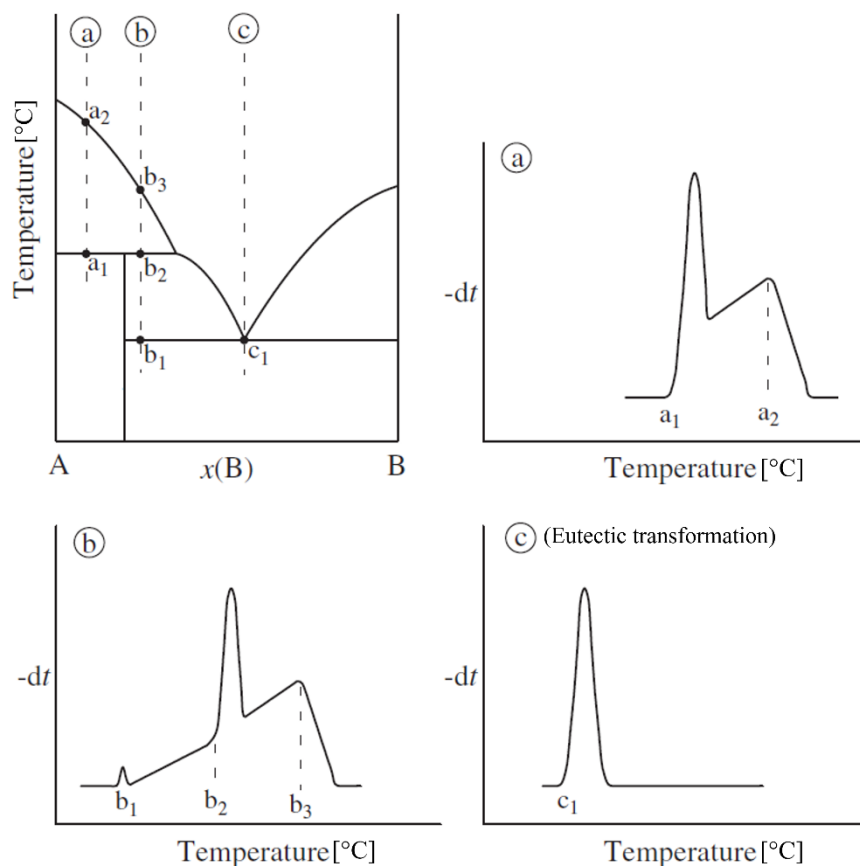 a b c
a₂
b₃
a₁ b₂
b₁ c₁
Temperature[°C]
A x(B) B
a
-dt
a₁ a₂
Temperature[°C]
b
-dt
b₁ b₂ b₃
Temperature[°C]
c (Eutectic transformation)
-dt
c₁
Temperature[°C]